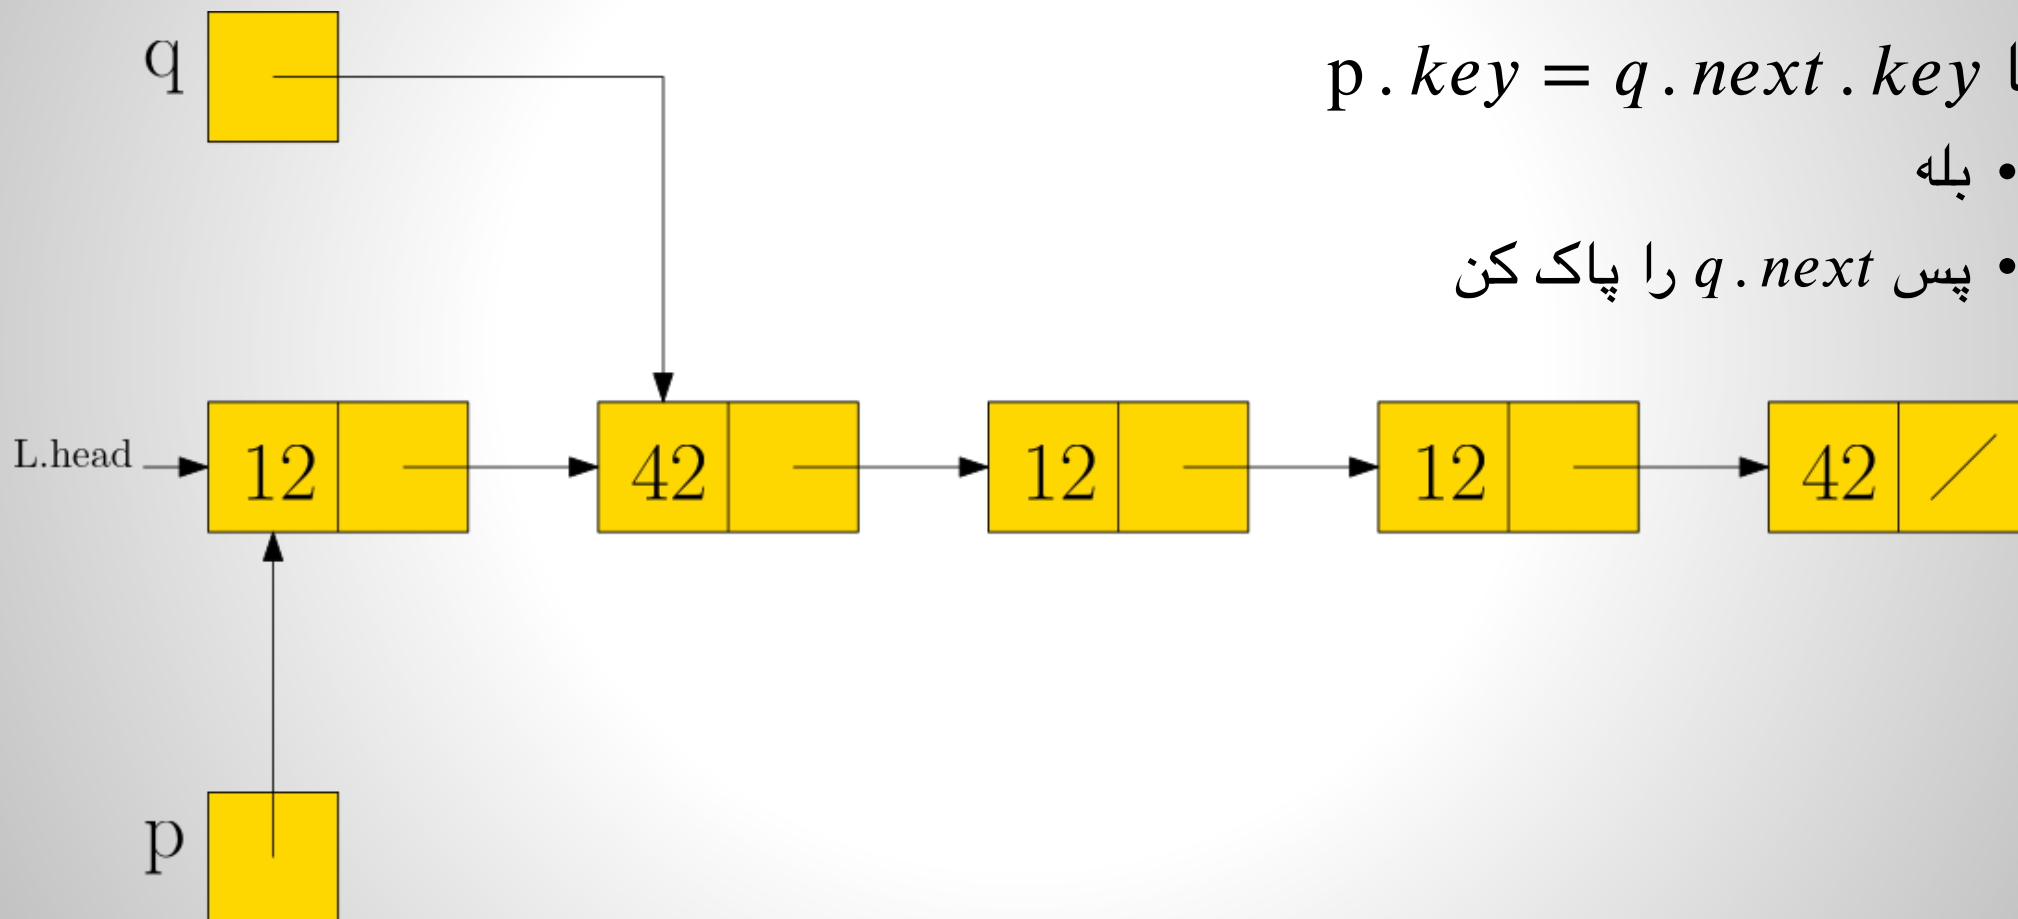 q
p . key = q . next . key
• بله
• پس q . next را پاک کن
L.head
12
42
12
12
42
p